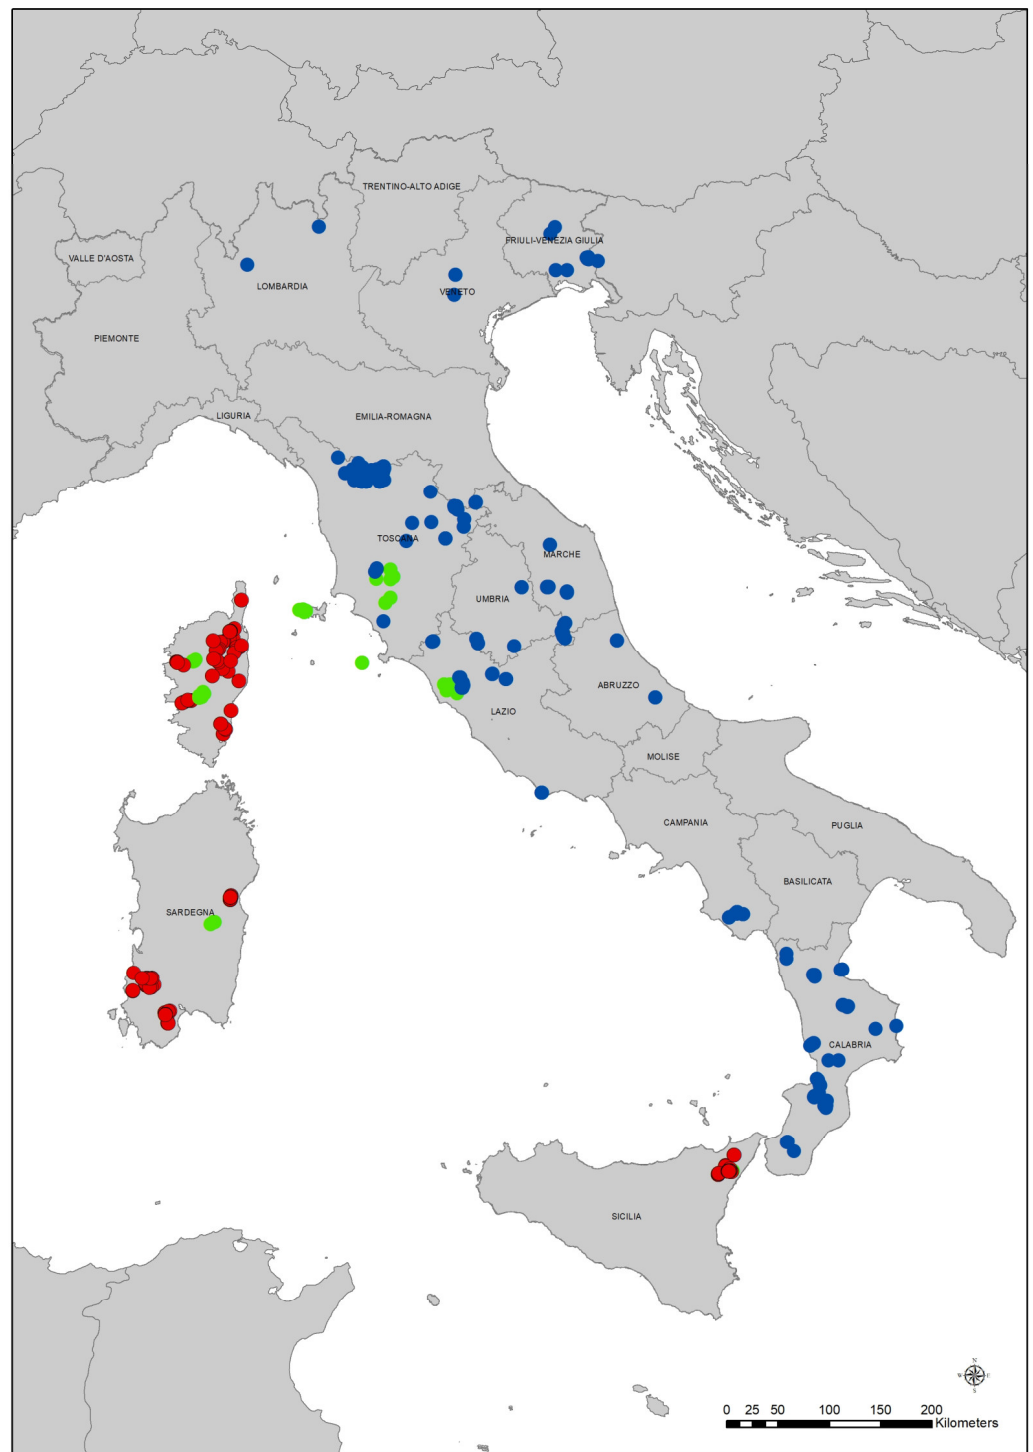 TRENTINO-ALTO ADIGE
FRIULI-VENEZIA GIULIA
VALLE D'AOSTA
LOMBARDIA
VENETO
PIEMONTE
LIGURIA
EMILIA-ROMAGNA
TOSCANA
MARCHE
UMBRIA
ABRUZZO
LAZIO
MOLISE
CAMPANIA
PUGLIA
BASILICATA
SARDEGNA
CALABRIA
SICILIA
N
W E
S
0 25 50 100 150 200
Kilometers